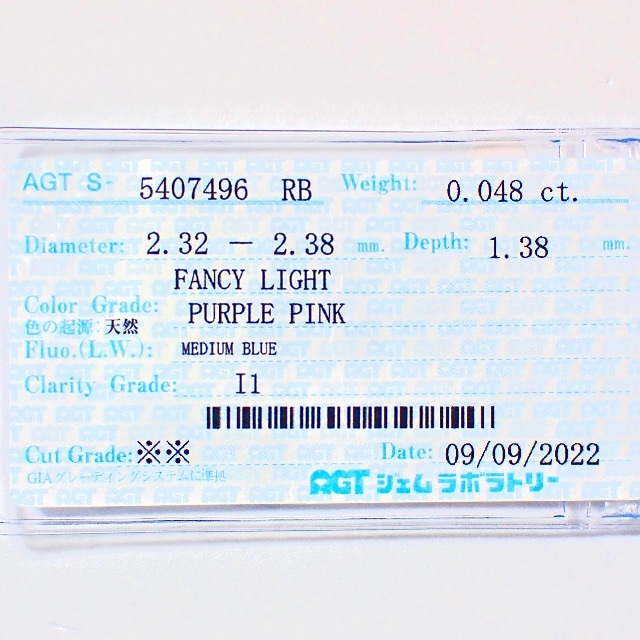 AGT S- 5407496 RB Weight: 0.048 ct.
Diameter: 2.32 — 2.38 mm. Depth: 1.38 mm.
FANCY LIGHT
Color Grade: PURPLE PINK
色の起源: 天然
Fluo.(L.W.): MEDIUM BLUE
Clarity Grade: I1
Cut Grade: ※※ Date: 09/09/2022
GIAグレーディングシステムに準拠
AGT ジェムラボラトリー